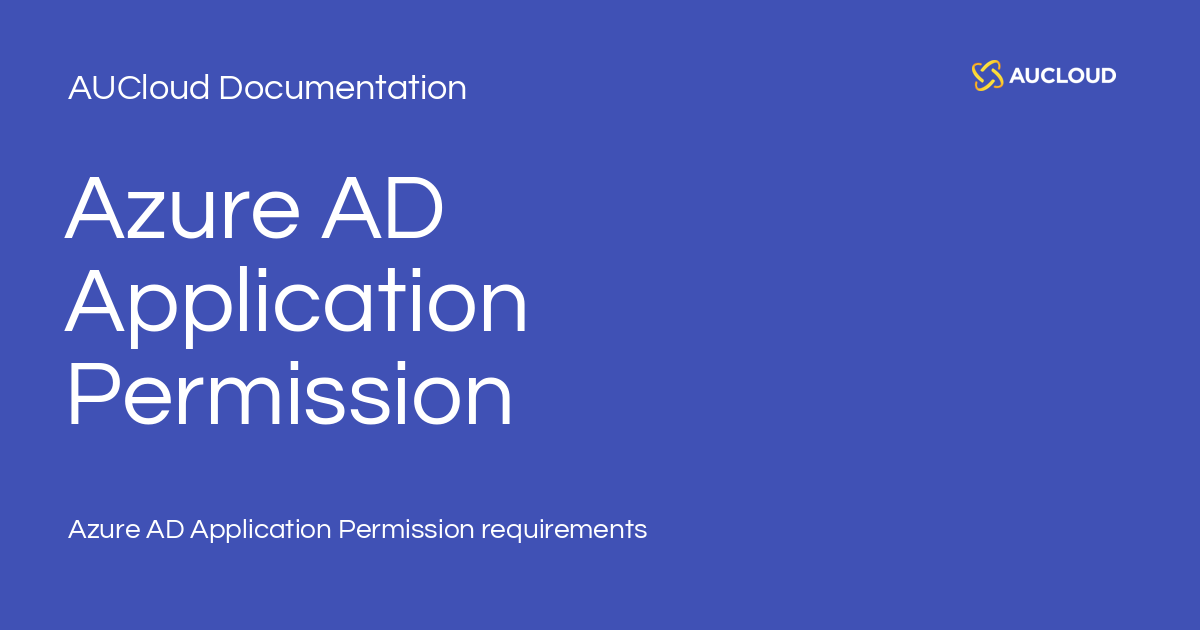 AUCloud Documentation
AUCLOUD
Azure AD
Application
Permission
Azure AD Application Permission requirements